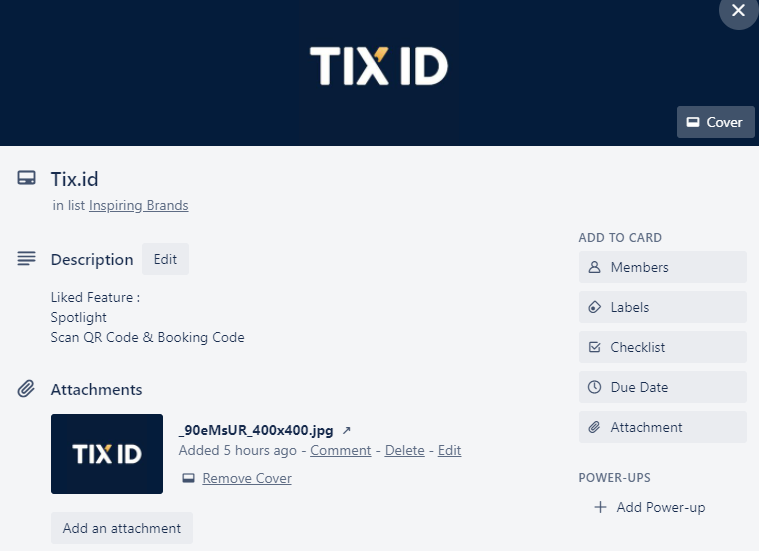 TIX ID
Cover
Tix.id
in list Inspiring Brands
Description
Edit
Liked Feature :
Spotlight
Scan QR Code & Booking Code
Attachments
TIX ID
_90eMsUR_400x400.jpg ↗
Added 5 hours ago - Comment - Delete - Edit
Remove Cover
Add an attachment
ADD TO CARD
Members
Labels
Checklist
Due Date
Attachment
POWER-UPS
+ Add Power-up